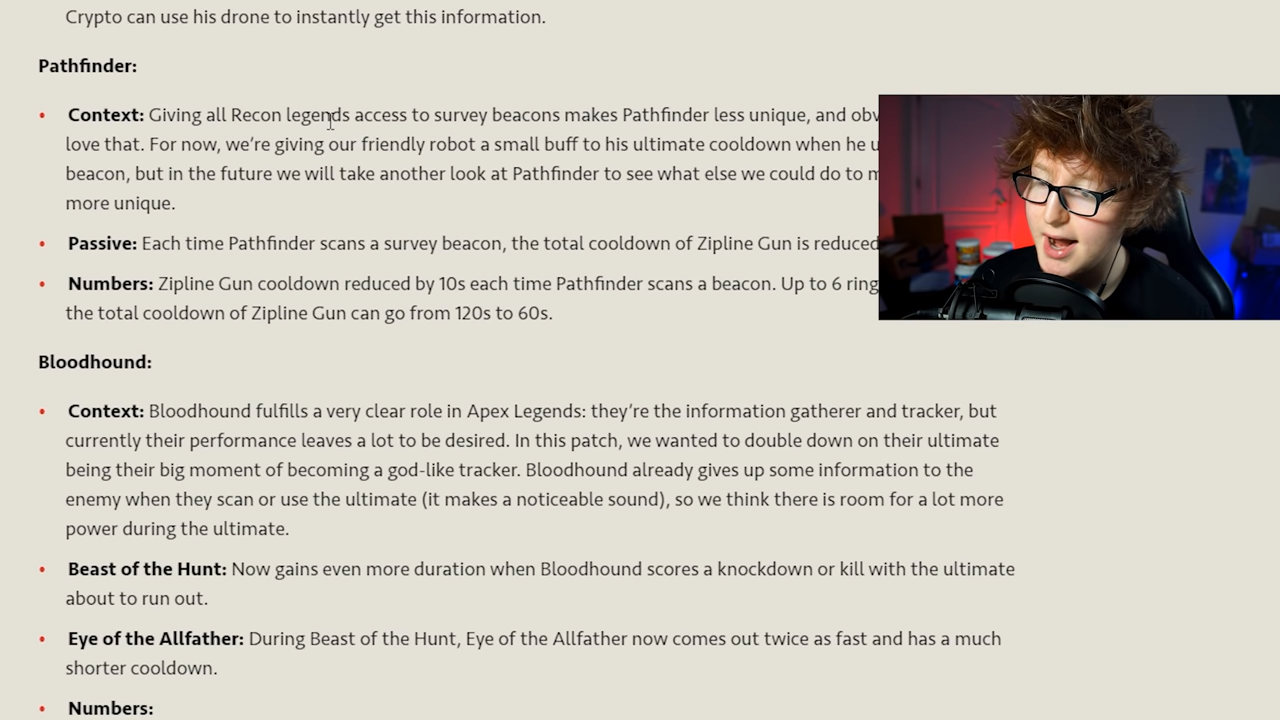 Crypto can use his drone to instantly get this information.
Pathfinder:
• Context: Giving all Recon legends access to survey beacons makes Pathfinder less unique, and
love that. For now, we’re giving our friendly robot a small buff to his ultimate cooldown when he
beacon, but in the future we will take another look at Pathfinder to see what else we could do to
more unique.
• Passive: Each time Pathfinder scans a survey beacon, the total cooldown of Zipline Gun is reduced
• Numbers: Zipline Gun cooldown reduced by 10s each time Pathfinder scans a beacon. Up to 6 ring
the total cooldown of Zipline Gun can go from 120s to 60s.
Bloodhound:
• Context: Bloodhound fulfills a very clear role in Apex Legends: they’re the information gatherer and tracker, but
currently their performance leaves a lot to be desired. In this patch, we wanted to double down on their ultimate
being their big moment of becoming a god-like tracker. Bloodhound already gives up some information to the
enemy when they scan or use the ultimate (it makes a noticeable sound), so we think there is room for a lot more
power during the ultimate.
• Beast of the Hunt: Now gains even more duration when Bloodhound scores a knockdown or kill with the ultimate
about to run out.
• Eye of the Allfather: During Beast of the Hunt, Eye of the Allfather now comes out twice as fast and has a much
shorter cooldown.
• Numbers: